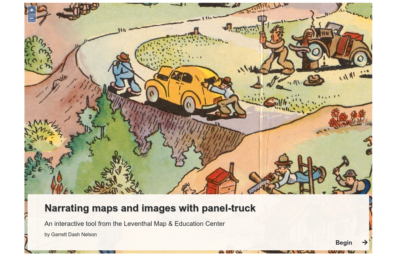 Narrating maps and images with panel-truck
An interactive tool from the Leventhal Map & Education Center
by Garrett Dash Nelson
Begin →